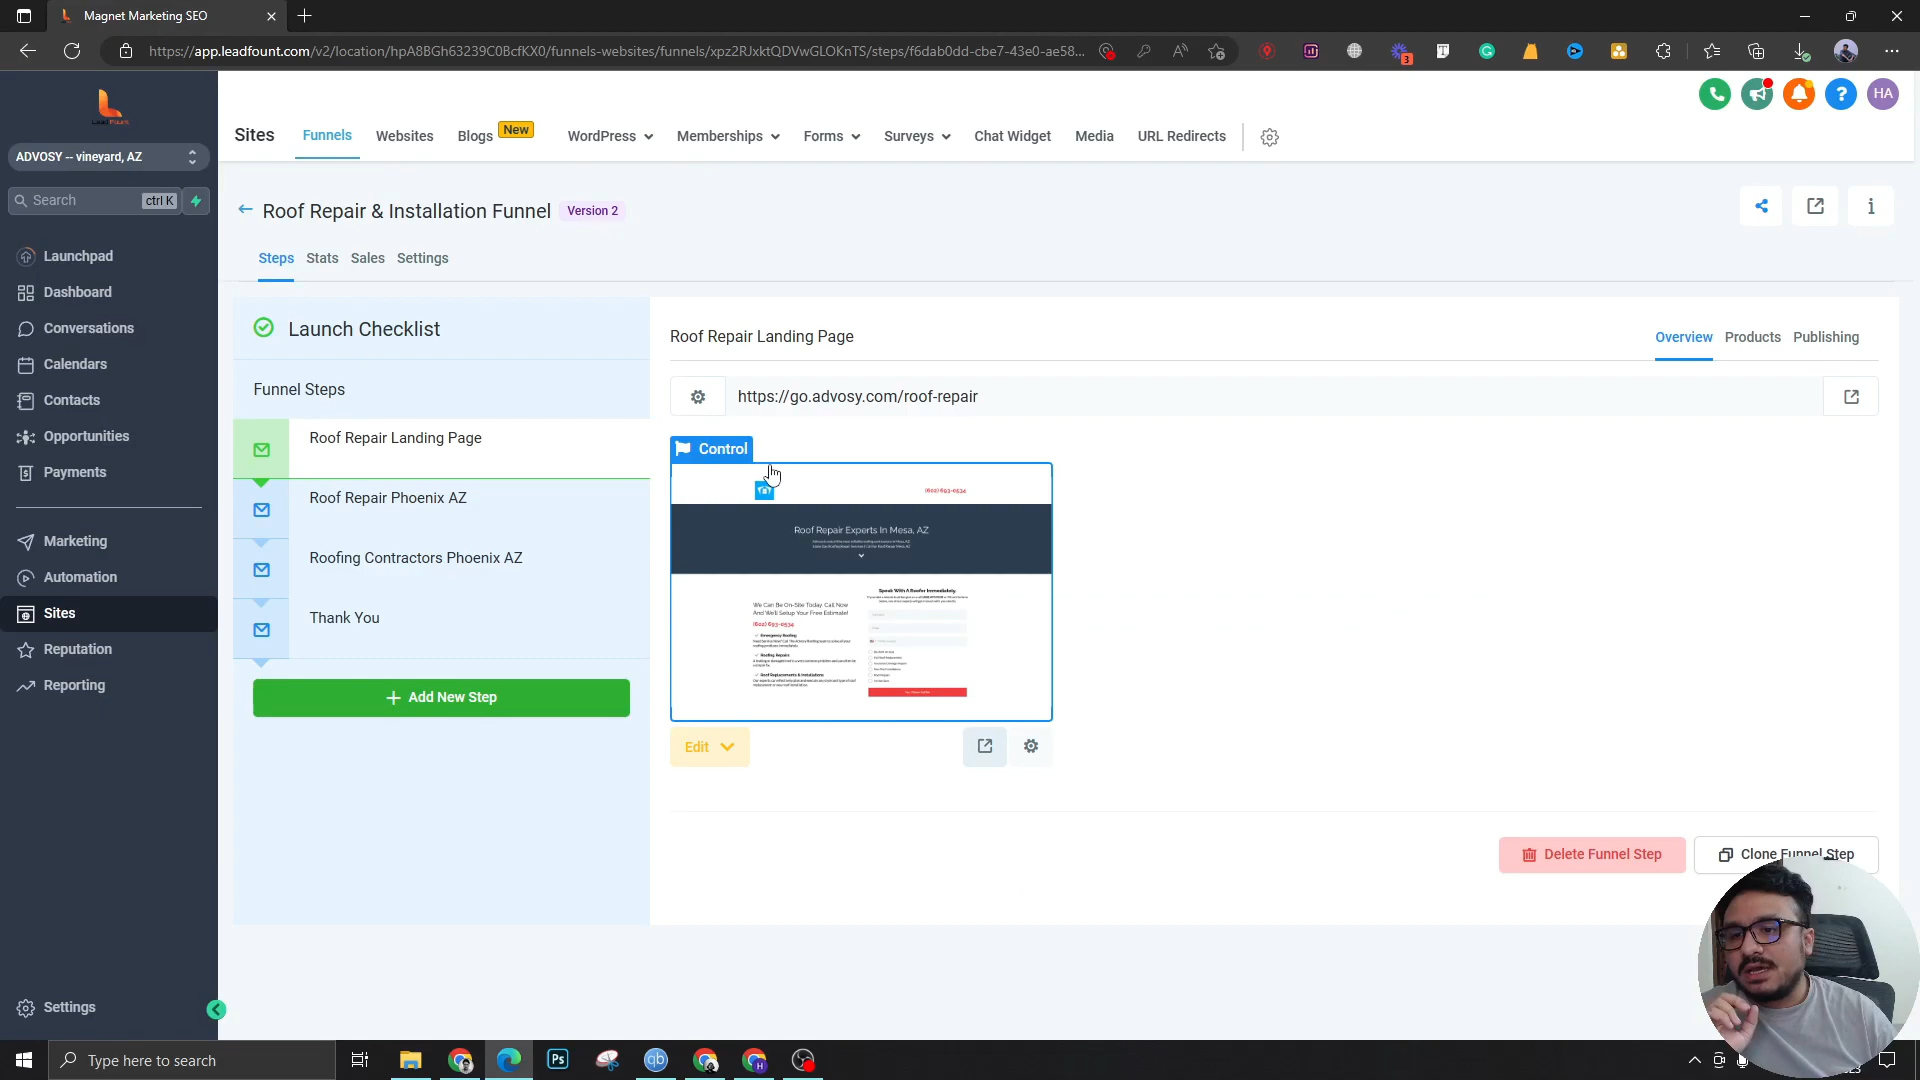 Magnet Marketing SEO
https://app.leadfount.com/v2/location/hpA8BGh63239C0BcfKX0/funnels-websites/funnels/xpz2RJxktQDVwGLOKnTS/steps/f6dab0dd-cbe7-43e0-ae58...
3
HA
Sites
Funnels
Websites
Blogs
New
WordPress
Memberships
Forms
Surveys
Chat Widget
Media
URL Redirects
ADVOSY -- vineyard, AZ
Search
ctrl K
Launchpad
Dashboard
Conversations
Calendars
Contacts
Opportunities
Payments
Marketing
Automation
Sites
Reputation
Reporting
Settings
Roof Repair & Installation Funnel
Version 2
Steps
Stats
Sales
Settings
Launch Checklist
Funnel Steps
Roof Repair Landing Page
Roof Repair Phoenix AZ
Roofing Contractors Phoenix AZ
Thank You
+ Add New Step
Roof Repair Landing Page
Overview
Products
Publishing
https://go.advosy.com/roof-repair
Control
(602) 693-0534
Roof Repair Experts In Mesa, AZ
Speak With A Roofer Immediately.
We Can Be On-Site Today. Call Now
And We'll Setup Your Free Estimate!
(602) 693-0534
Emergency Roofing
Roofing Repairs
Roof Replacements & Installations
Edit
Delete Funnel Step
Clone Funnel Step
Type here to search
Ps
qb